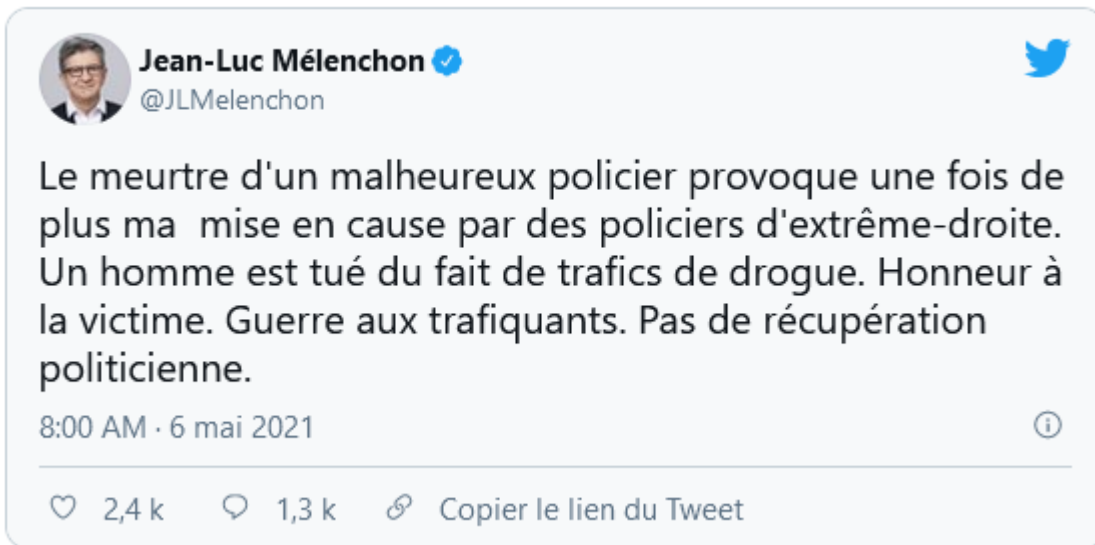 Jean-Luc Mélenchon
@JLMelenchon
Le meurtre d'un malheureux policier provoque une fois de
plus ma  mise en cause par des policiers d'extrême-droite.
Un homme est tué du fait de trafics de drogue. Honneur à
la victime. Guerre aux trafiquants. Pas de récupération
politicienne.
8:00 AM · 6 mai 2021
2,4 k 1,3 k Copier le lien du Tweet